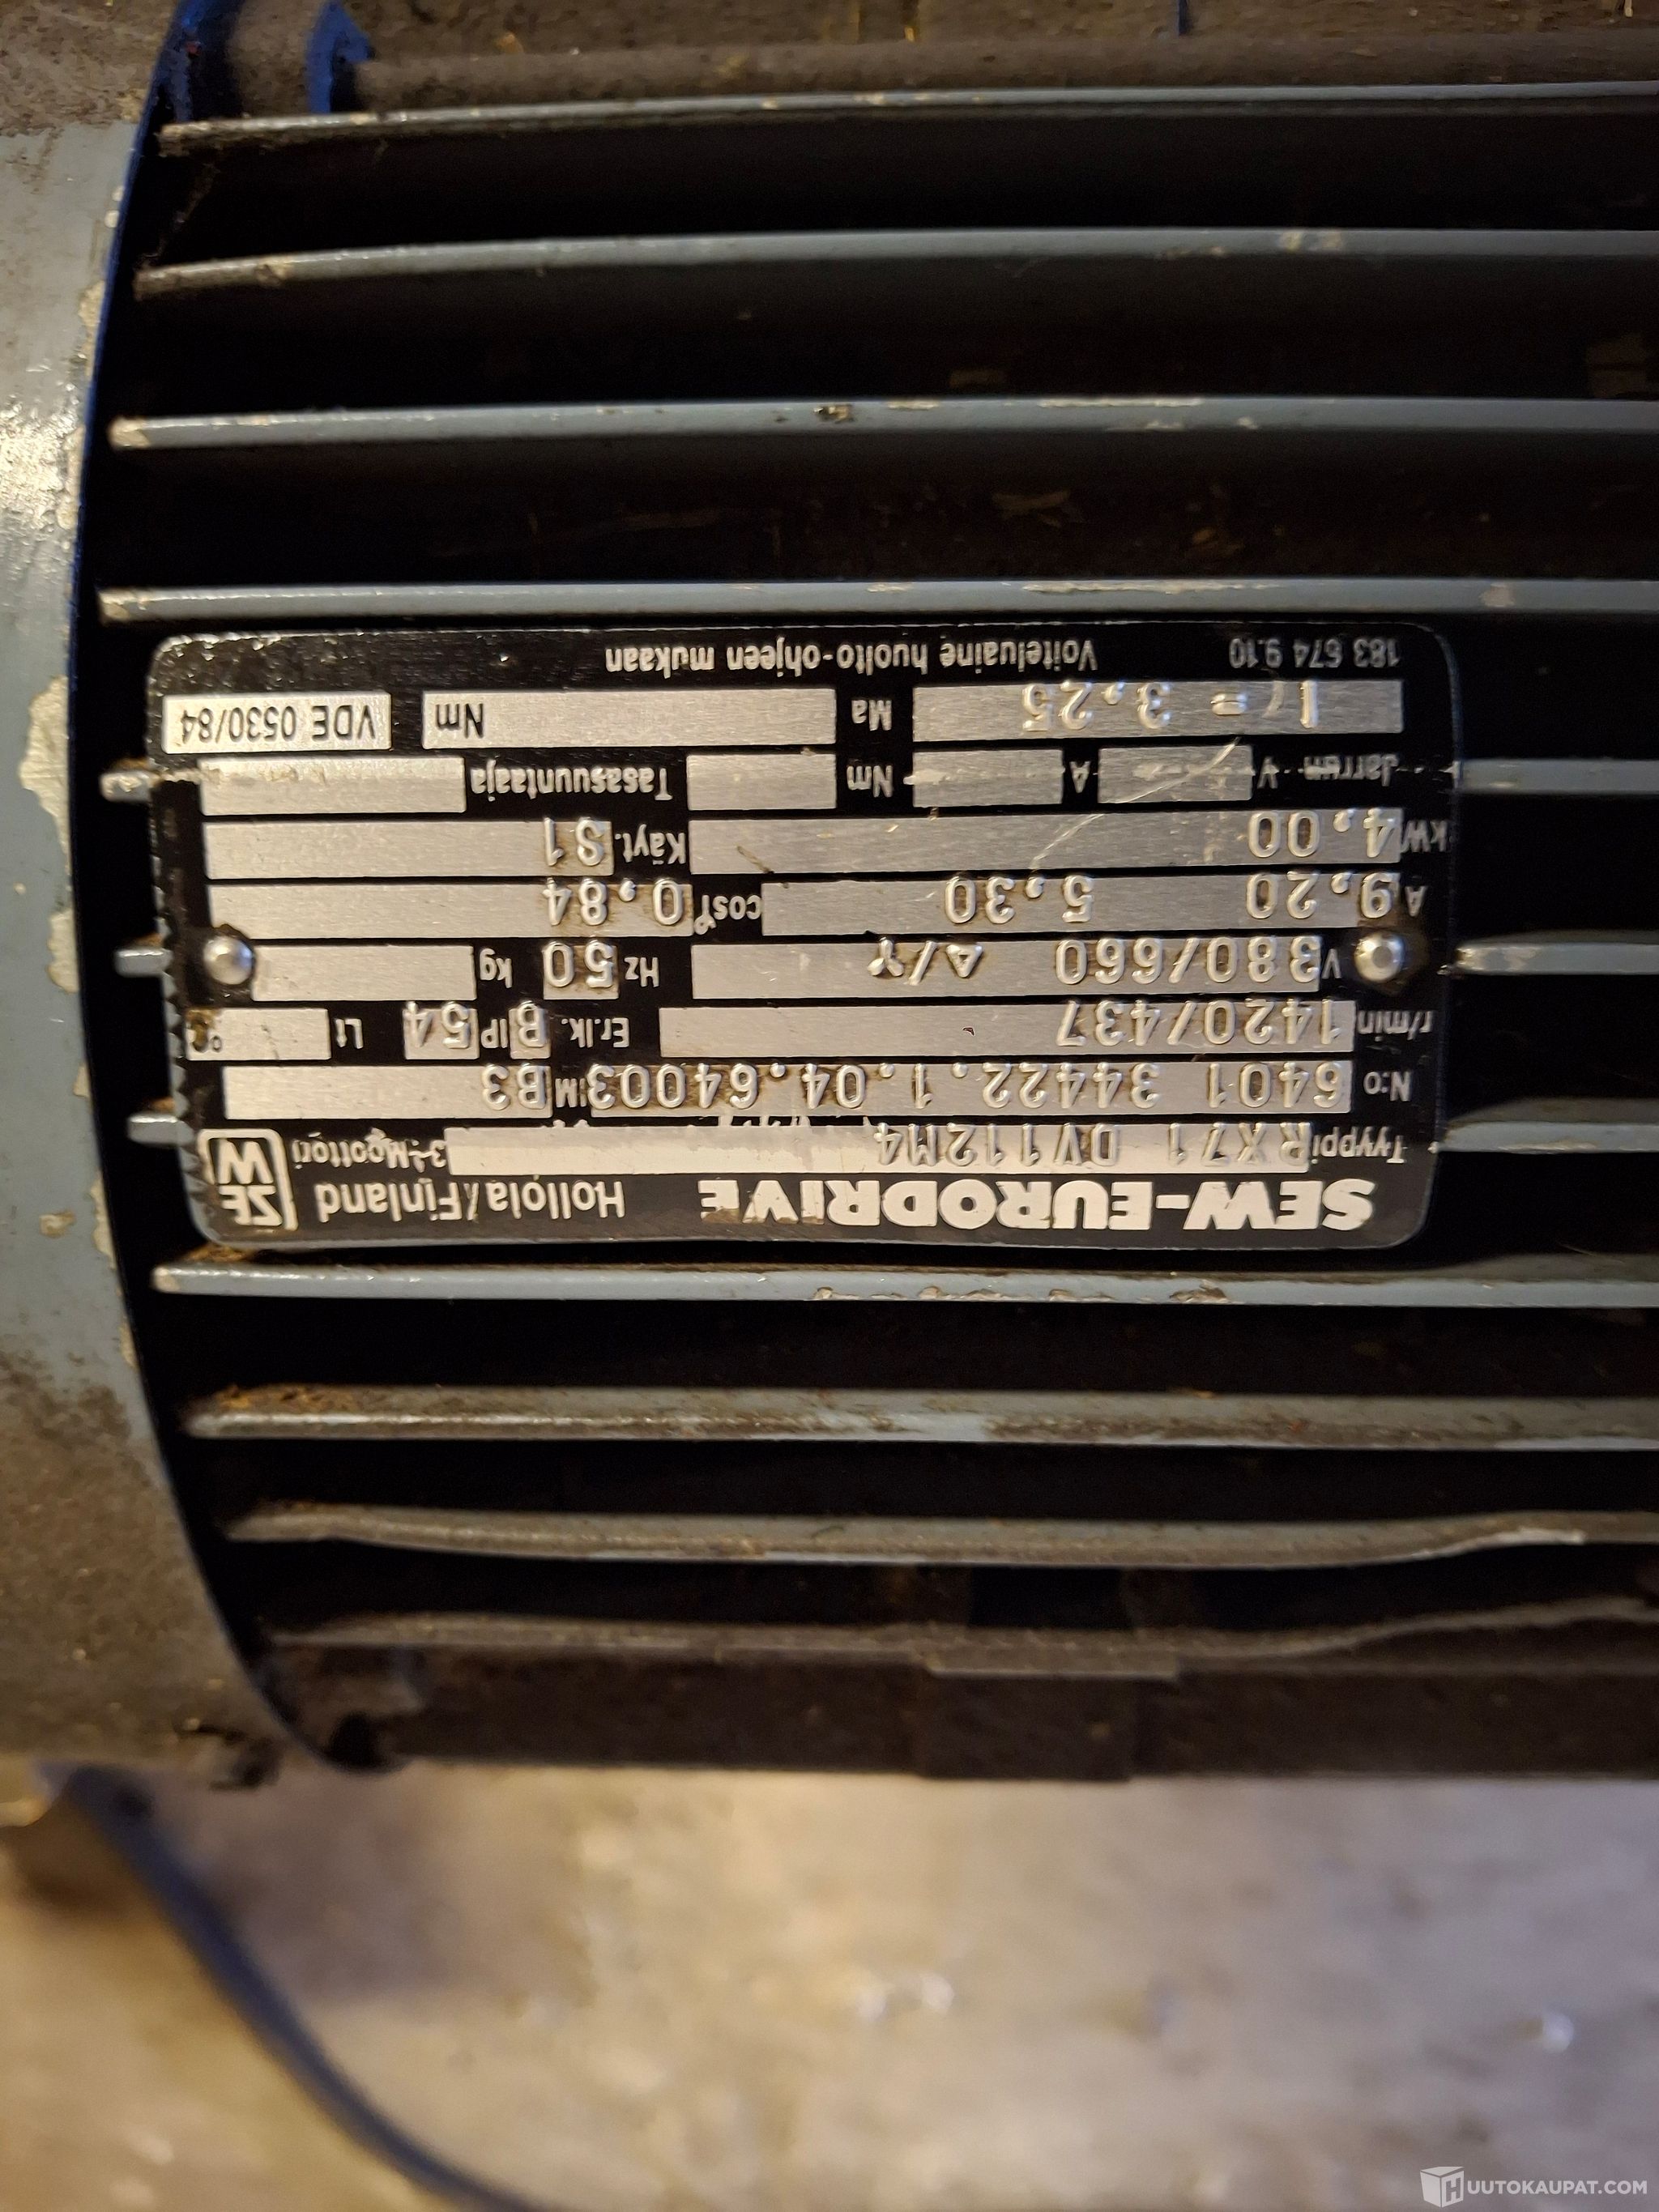 SEW-EURODRIVE Hollola/Finland SEW
Tyyppi RX71 DV112M4 3~Moottori
N:o 6401 34422.1.04.64003 IM B3
r/min 1420/437 Er.lk. B IP 54 Lt °C
V 380/660 Δ/Y Hz 50 kg
A 9,20 5,30 cosφ 0,84
kW 4,00 Käyt. S1
Jarrun V A Nm Tasasuuntaaja
i = 3,25 Ma Nm VDE 0530/84
183 674 9.10 Voiteluaine huolto-ohjeen mukaan
HUUTOKAUPAT.COM